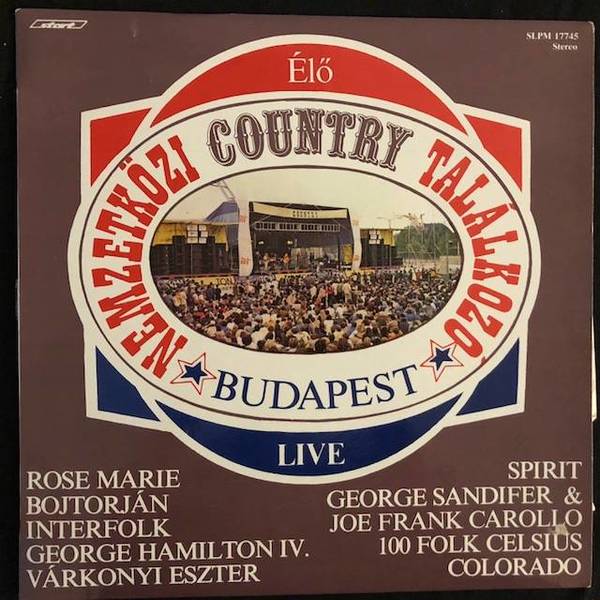 start
SLPM 17745
Stereo
Élő
NEMZETKÖZI COUNTRY TALÁLKOZÓ
COUNTRY
BUDAPEST
LIVE
ROSE MARIE
BOJTORJÁN
INTERFOLK
GEORGE HAMILTON IV.
VÁRKONYI ESZTER
SPIRIT
GEORGE SANDIFER &
JOE FRANK CAROLLO
100 FOLK CELSIUS
COLORADO